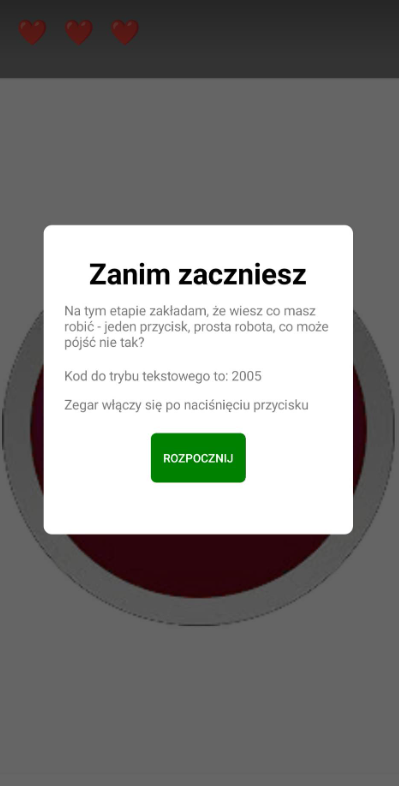 Zanim zaczniesz
Na tym etapie zakładam, że wiesz co masz
robić - jeden przycisk, prosta robota, co może
pójść nie tak?
Kod do trybu tekstowego to: 2005
Zegar włączy się po naciśnięciu przycisku
ROZPOCZNIJ